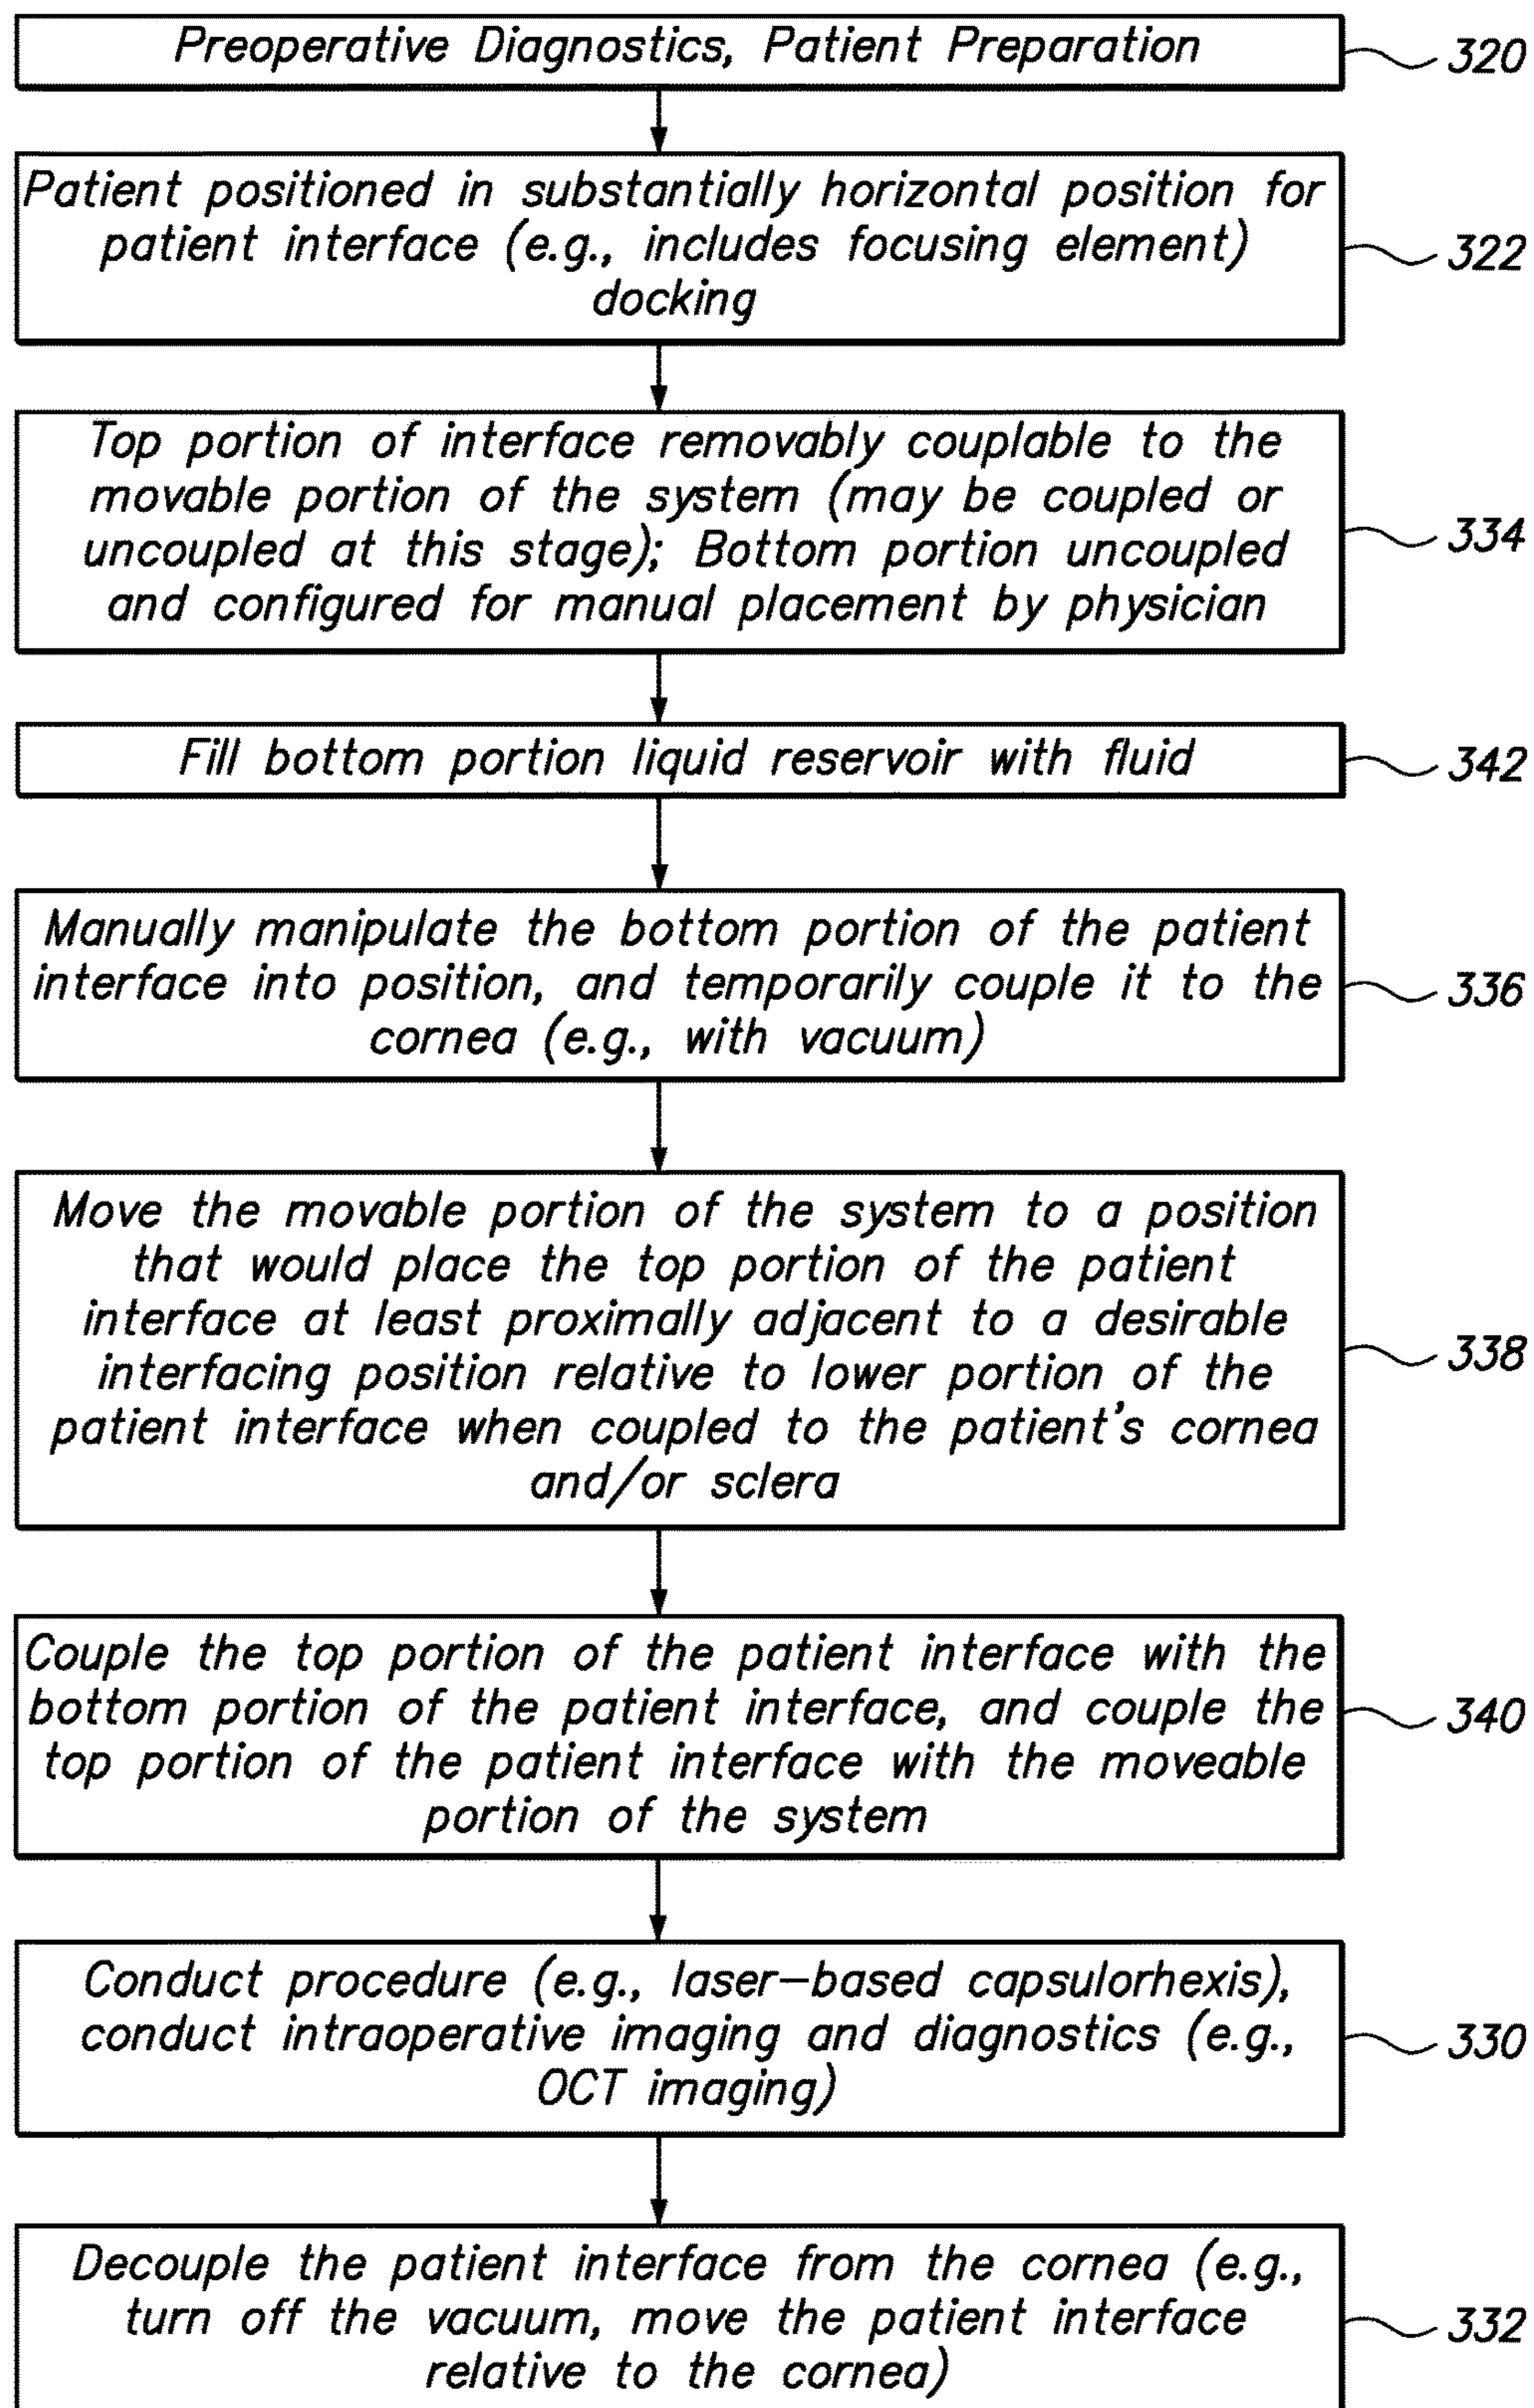 Preoperative Diagnostics, Patient Preparation
320
Patient positioned in substantially horizontal position for
patient interface (e.g., includes focusing element)
docking
322
Top portion of interface removably couplable to the
movable portion of the system (may be coupled or
uncoupled at this stage); Bottom portion uncoupled
and configured for manual placement by physician
334
Fill bottom portion liquid reservoir with fluid
342
Manually manipulate the bottom portion of the patient
interface into position, and temporarily couple it to the
cornea (e.g., with vacuum)
336
Move the movable portion of the system to a position
that would place the top portion of the patient
interface at least proximally adjacent to a desirable
interfacing position relative to lower portion of the
patient interface when coupled to the patient's cornea
and/or sclera
338
Couple the top portion of the patient interface with the
bottom portion of the patient interface, and couple the
top portion of the patient interface with the moveable
portion of the system
340
Conduct procedure (e.g., laser-based capsulorhexis),
conduct intraoperative imaging and diagnostics (e.g.,
OCT imaging)
330
Decouple the patient interface from the cornea (e.g.,
turn off the vacuum, move the patient interface
relative to the cornea)
332